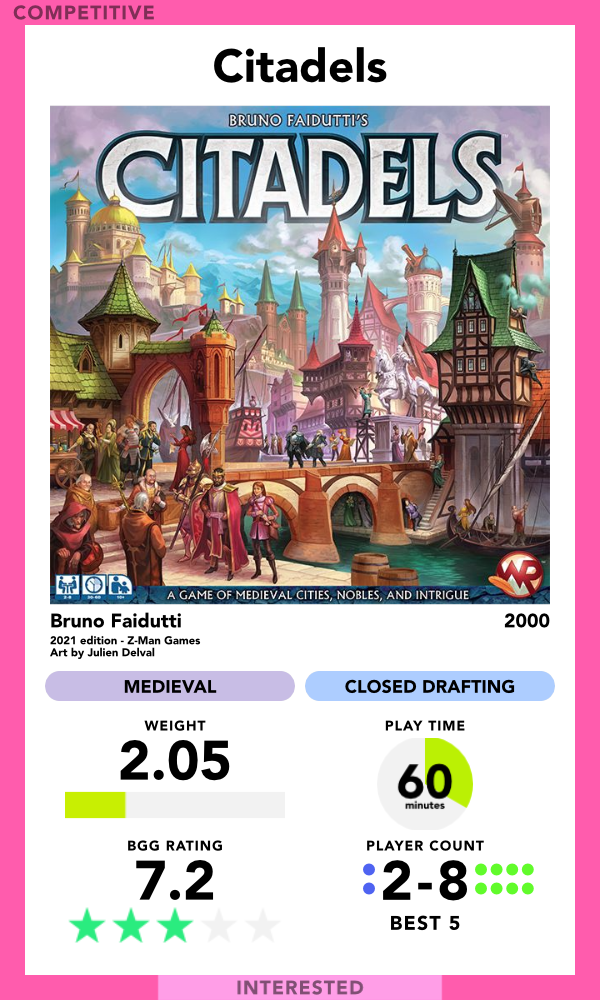 COMPETITIVE
Citadels
BRUNO FAIDUTTI'S
CITADELS
A GAME OF MEDIEVAL CITIES, NOBLES, AND INTRIGUE
Bruno Faidutti 2000
2021 edition - Z-Man Games
Art by Julien Delval
MEDIEVAL CLOSED DRAFTING
WEIGHT PLAY TIME
2.05 60
minutes
BGG RATING PLAYER COUNT
7.2 2-8
BEST 5
INTERESTED